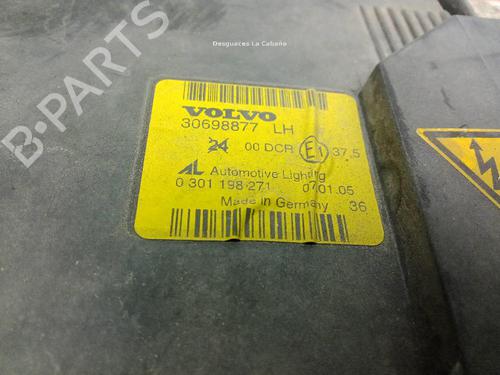 Desguaces La Cabaña
B-PARTS
VOLVO
30698877 LH
24 00 DCR E1 37.5
AL Automotive Lighting
0 301 198 271 07.01.05
Made in Germany 36